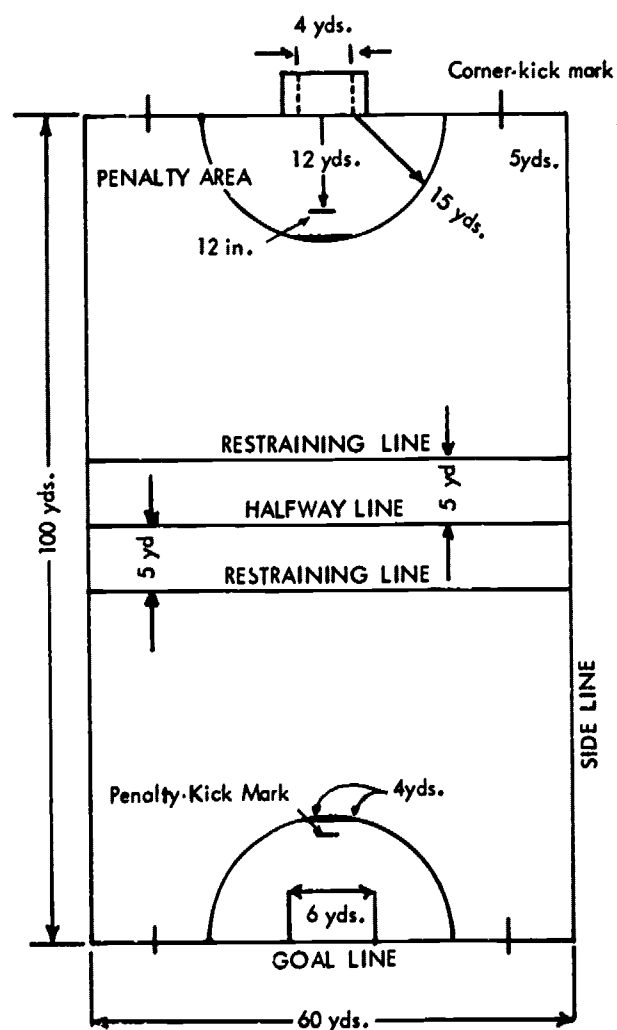 4 yds.
Corner-kick mark
12 yds.
5yds.
PENALTY AREA
15 yds.
12 in.
RESTRAINING LINE
5 yd
HALFWAY LINE
100 yds.
5 yd
RESTRAINING LINE
SIDE LINE
Penalty-Kick Mark
4yds.
6 yds.
GOAL LINE
60 yds.